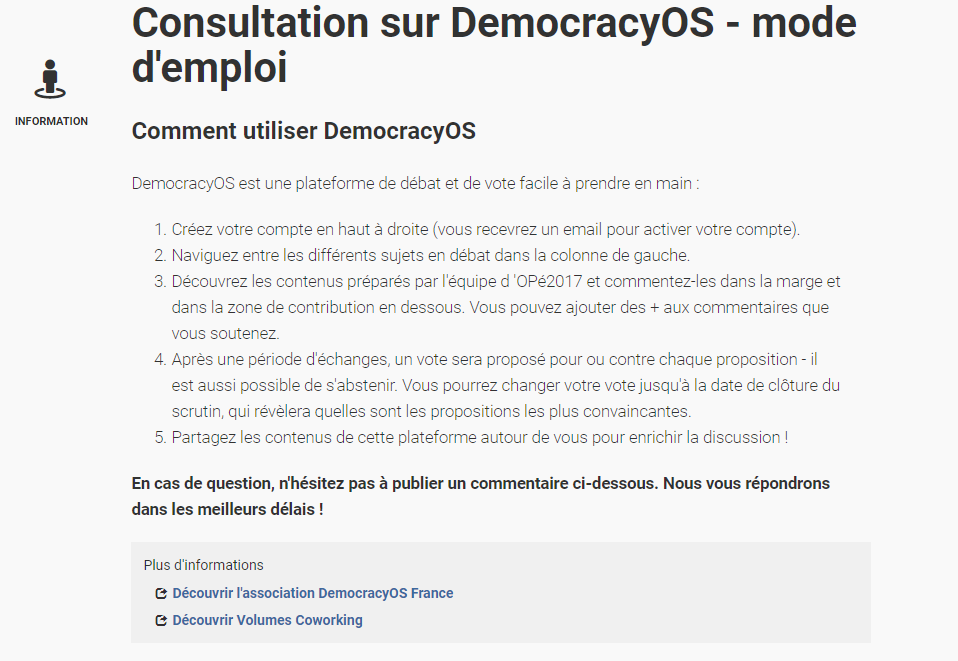 Consultation sur DemocracyOS - mode
d'emploi
INFORMATION
Comment utiliser DemocracyOS
DemocracyOS est une plateforme de débat et de vote facile à prendre en main :
1. Créez votre compte en haut à droite (vous recevrez un email pour activer votre compte).
2. Naviguez entre les différents sujets en débat dans la colonne de gauche.
3. Découvrez les contenus préparés par l'équipe d 'OPé2017 et commentez-les dans la marge et
dans la zone de contribution en dessous. Vous pouvez ajouter des + aux commentaires que
vous soutenez.
4. Après une période d'échanges, un vote sera proposé pour ou contre chaque proposition - il
est aussi possible de s'abstenir. Vous pourrez changer votre vote jusqu'à la date de clôture du
scrutin, qui révèlera quelles sont les propositions les plus convaincantes.
5. Partagez les contenus de cette plateforme autour de vous pour enrichir la discussion !
En cas de question, n'hésitez pas à publier un commentaire ci-dessous. Nous vous répondrons
dans les meilleurs délais !
Plus d'informations
Découvrir l'association DemocracyOS France
Découvrir Volumes Coworking